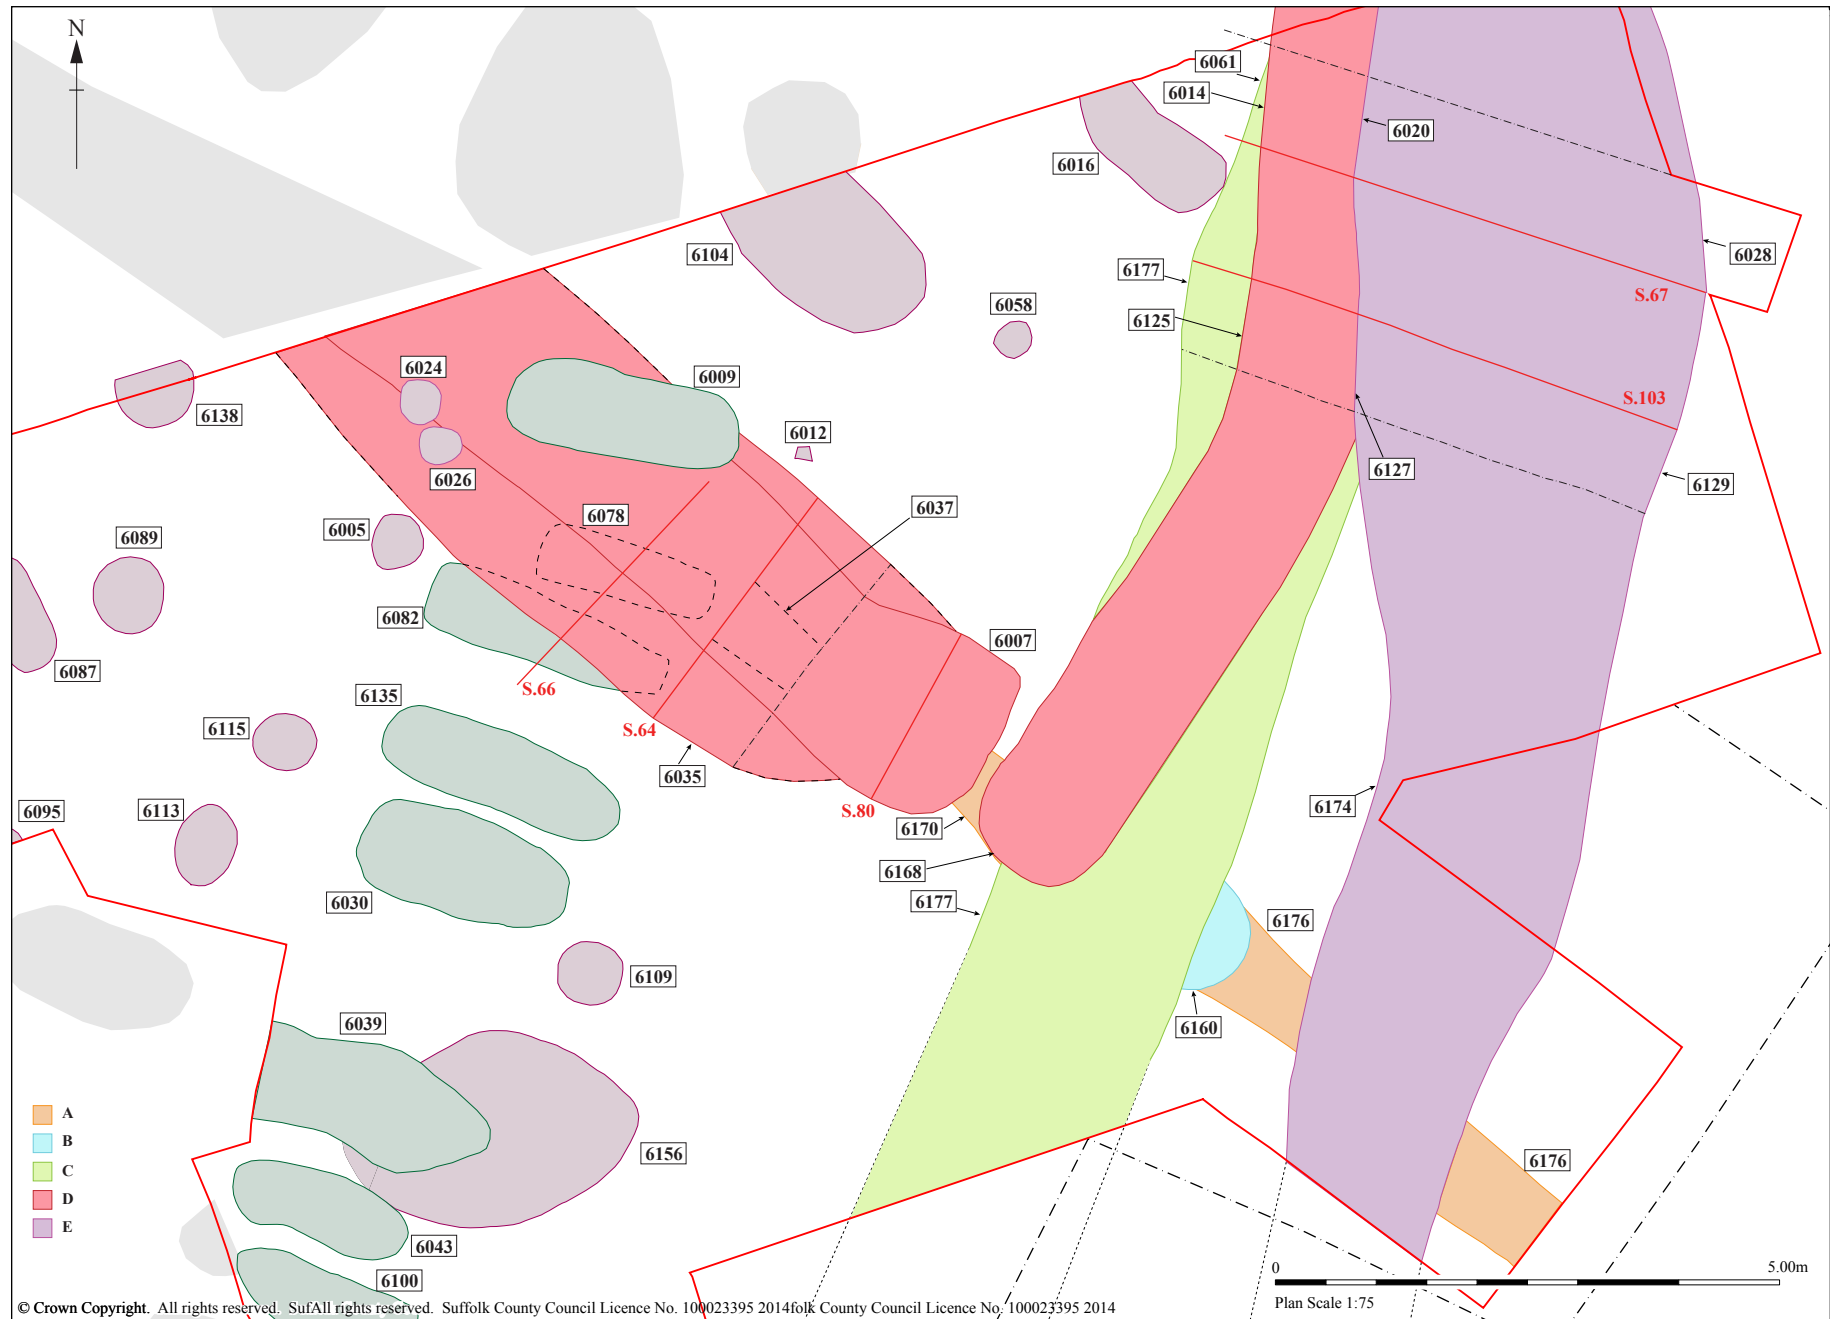 N
6061
6014
6020
6016
6104
6028
6177
S.67
6058
6125
6024
6009
S.103
6138
6012
6026
6127
6129
6037
6078
6005
6089
6082
6007
6087
S.66
6135
6115
S.64
6035
6174
6095
6113
S.80
6170
6168
6030
6177
6176
6109
6160
6039
A
B
6156
6176
C
D
E
6043
6100
0 5.00m
Plan Scale 1:75
© Crown Copyright. All rights reserved. SufAll rights reserved. Suffolk County Council Licence No. 100023395 2014folk County Council Licence No. 100023395 2014